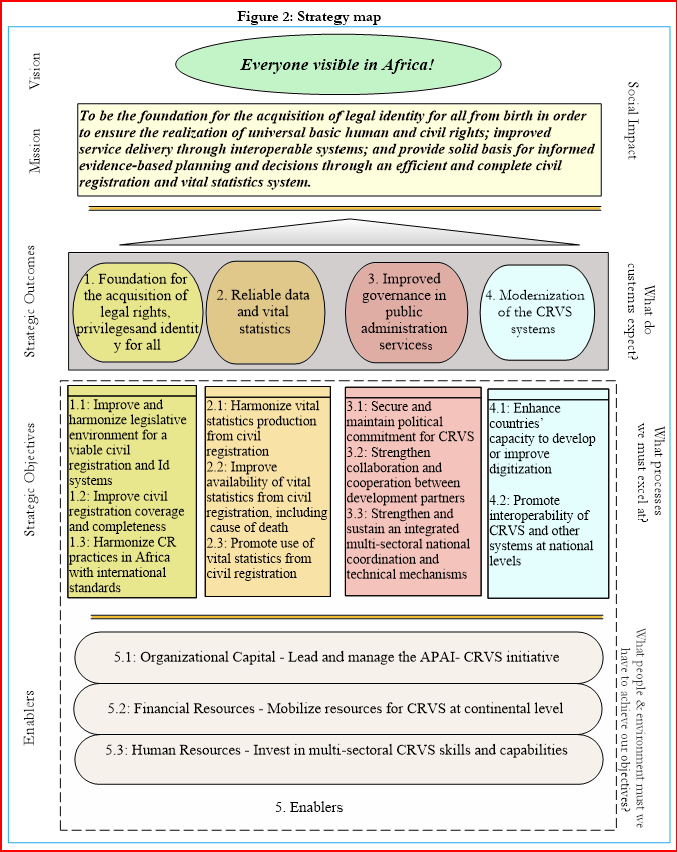 Figure 2: Strategy map
Vision
Everyone visible in Africa!
Social Impact
Mission
To be the foundation for the acquisition of legal identity for all from birth in order
to ensure the realization of universal basic human and civil rights; improved
service delivery through interoperable systems; and provide solid basis for informed
evidence-based planning and decisions through an efficient and complete civil
registration and vital statistics system.
Strategic Outcomes
1. Foundation for
the acquisition of
legal rights,
privilegesand identit
y for all
2. Reliable data
and vital
statistics
3. Improved
governance in
public
administration
services
4. Modernization
of the CRVS
systems
What do
custemrs expect?
Strategic Objectives
1.1: Improve and
harmonize legislative
environment for a
viable civil
registration and Id
systems
1.2: Improve civil
registration coverage
and completeness
1.3: Harmonize CR
practices in Africa
with international
standards
2.1: Harmonize vital
statistics production
from civil
registration
2.2: Improve
availability of vital
statistics from civil
registration, including
cause of death
2.3: Promote use of
vital statistics from
civil registration
3.1: Secure and
maintain political
commitment for CRVS
3.2: Strengthen
collaboration and
cooperation between
development partners
3.3: Strengthen and
sustain an integrated
multi-sectoral national
coordination and
technical mechanisms
4.1: Enhance
countries'
capacity to develop
or improve
digitization
4.2: Promote
interoperability of
CRVS and other
systems at national
levels
What processes
we must excel at?
Enablers
5.1: Organizational Capital - Lead and manage the APAI- CRVS initiative
5.2: Financial Resources - Mobilize resources for CRVS at continental level
5.3: Human Resources - Invest in multi-sectoral CRVS skills and capabilities
5. Enablers
What people & environment must we
have to achieve our objectives?